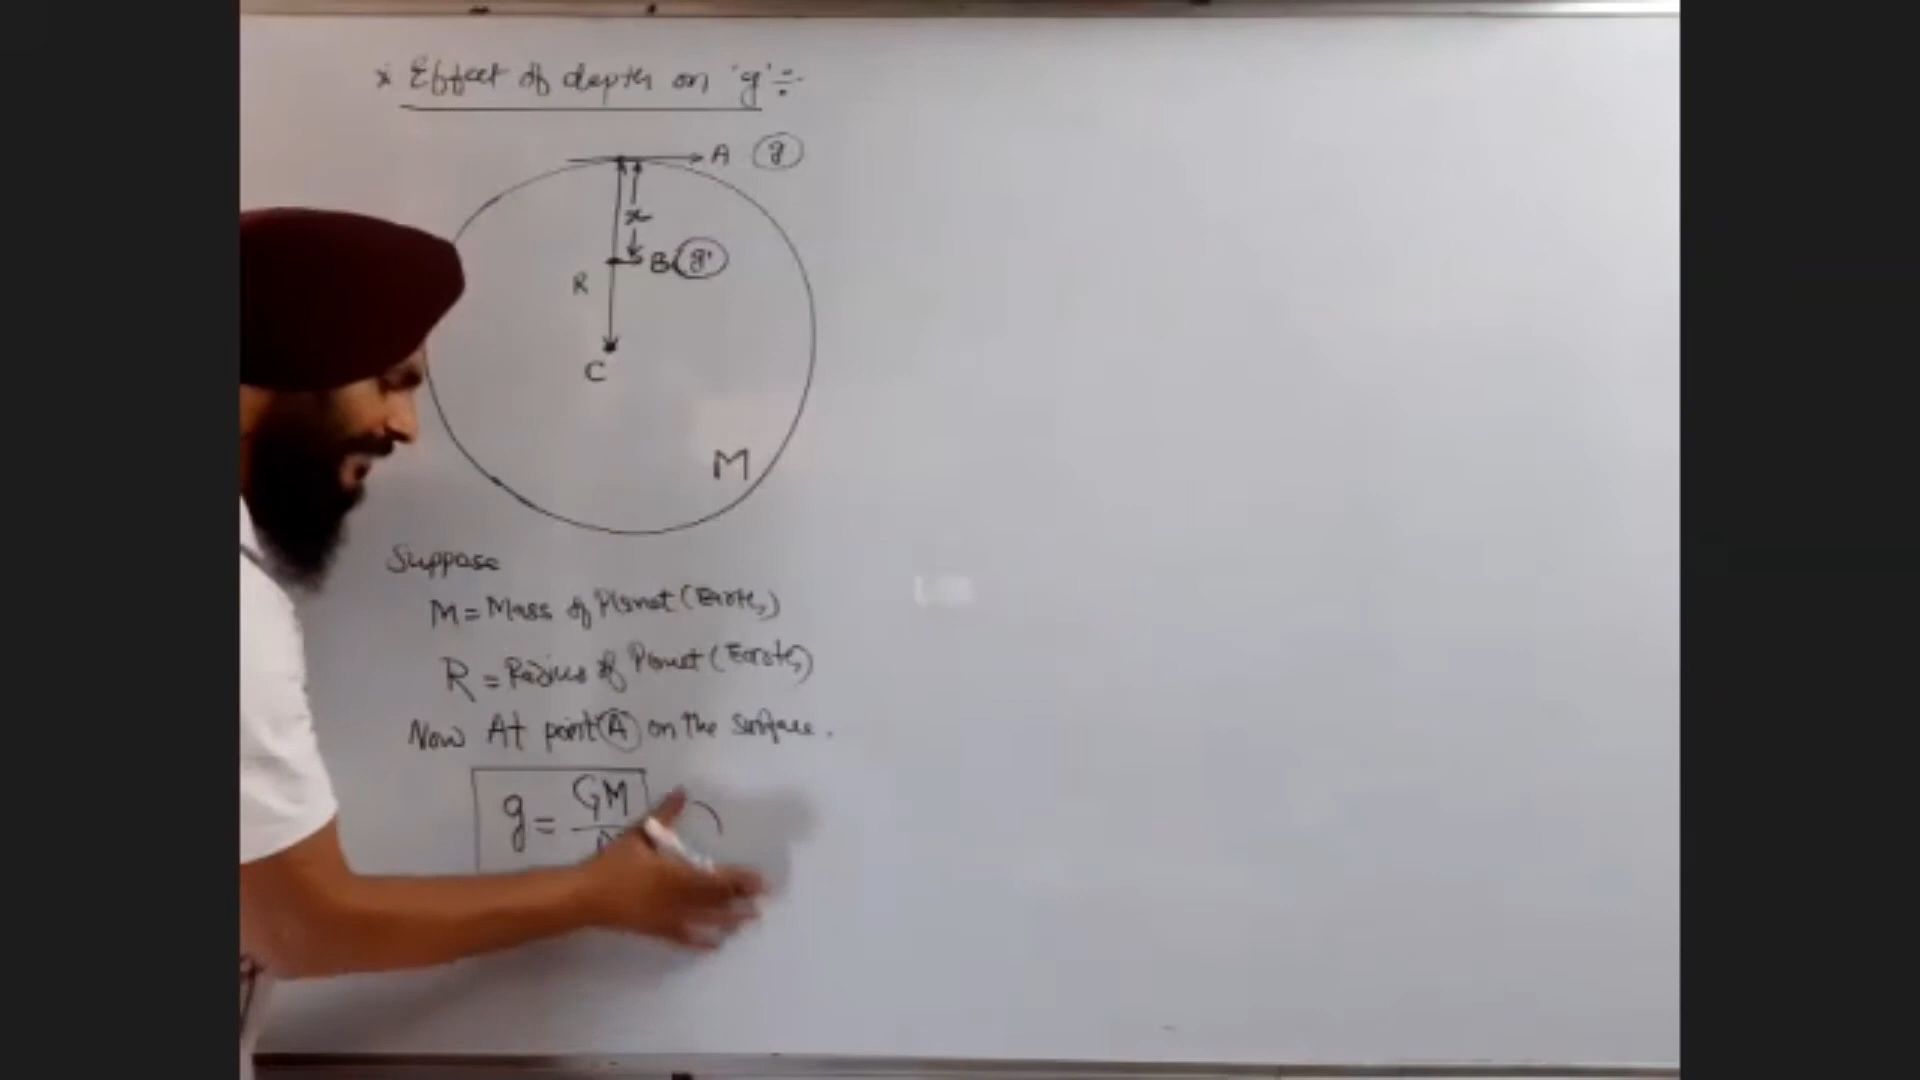 * Effect of depth on 'g' :-
A g
x
B g'
R
C
M
Suppose
M = Mass of Planet (Earth)
R = Radius of Planet (Earth)
Now At point A on the surface.
g = GM